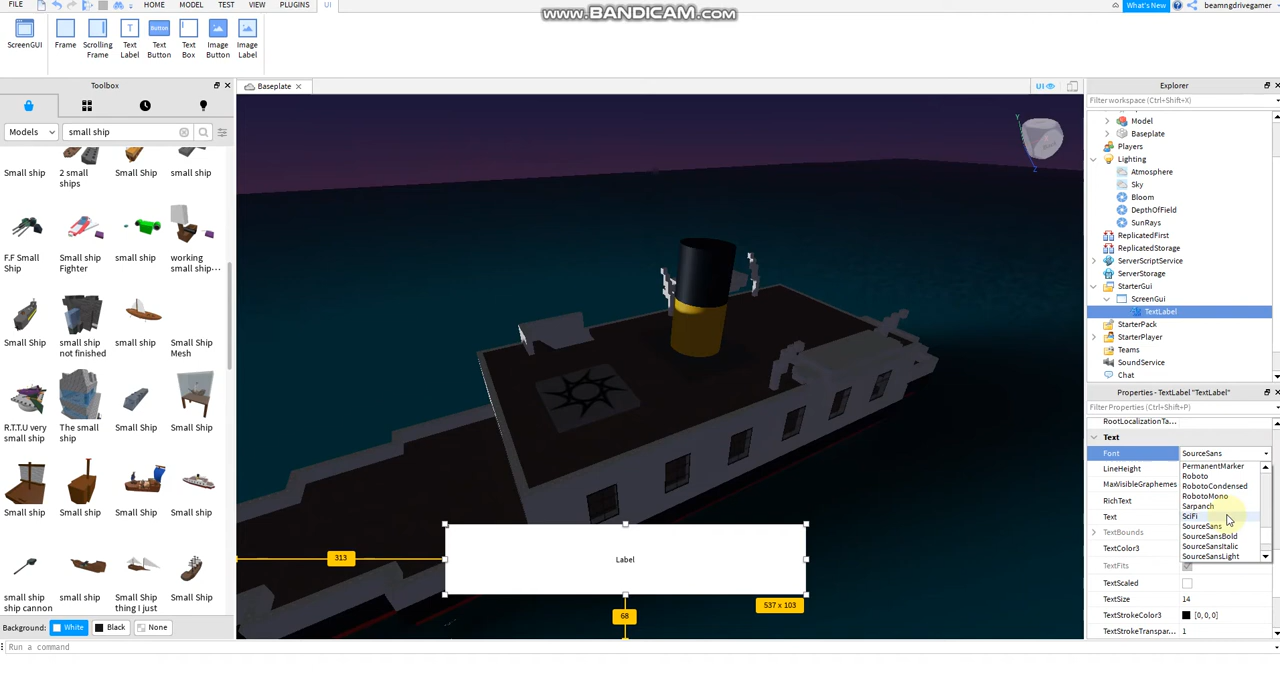 www.BANDICAM.com
FILE HOME MODEL TEST VIEW PLUGINS UI What's New beamngdrivegamer
ScreenGUI Frame Scrolling Frame Text Label Text Button Text Box Image Button Image Label
Toolbox
Models small ship
Small ship 2 small ships Small Ship small ship
F.F Small Ship Small ship Fighter small ship working small ship...
Small Ship small ship not finished Small Ship Small Ship Mesh
R.T.T.U very small ship The small ship Small Ship Small Ship
Small Ship Small ship Small Ship Small Ship
small ship ship cannon Small Ship Small Ship thing I just Small Ship
Background: White Black None
Run a command
Baseplate UI
Y
Z
Label
313
68
537 x 103
Explorer
Filter workspace (Ctrl+Shift+X)
Model
Baseplate
Players
Lighting
Atmosphere
Sky
Bloom
DepthOfField
SunRays
ReplicatedFirst
ReplicatedStorage
ServerScriptService
ServerStorage
StarterGui
ScreenGui
TextLabel
StarterPack
StarterPlayer
Teams
SoundService
Chat
Properties - TextLabel "TextLabel"
Filter Properties (Ctrl+Shift+P)
RootLocalizationTa...
Text
Font SourceSans
LineHeight
MaxVisibleGraphemes
RichText
Text
TextBounds
TextColor3
TextFits
TextScaled
TextSize 14
TextStrokeColor3 [0, 0, 0]
TextStrokeTranspar... 1
PermanentMarker
Roboto
RobotoCondensed
RobotoMono
Sarpanch
SciFi
SourceSans
SourceSansBold
SourceSansItalic
SourceSansLight